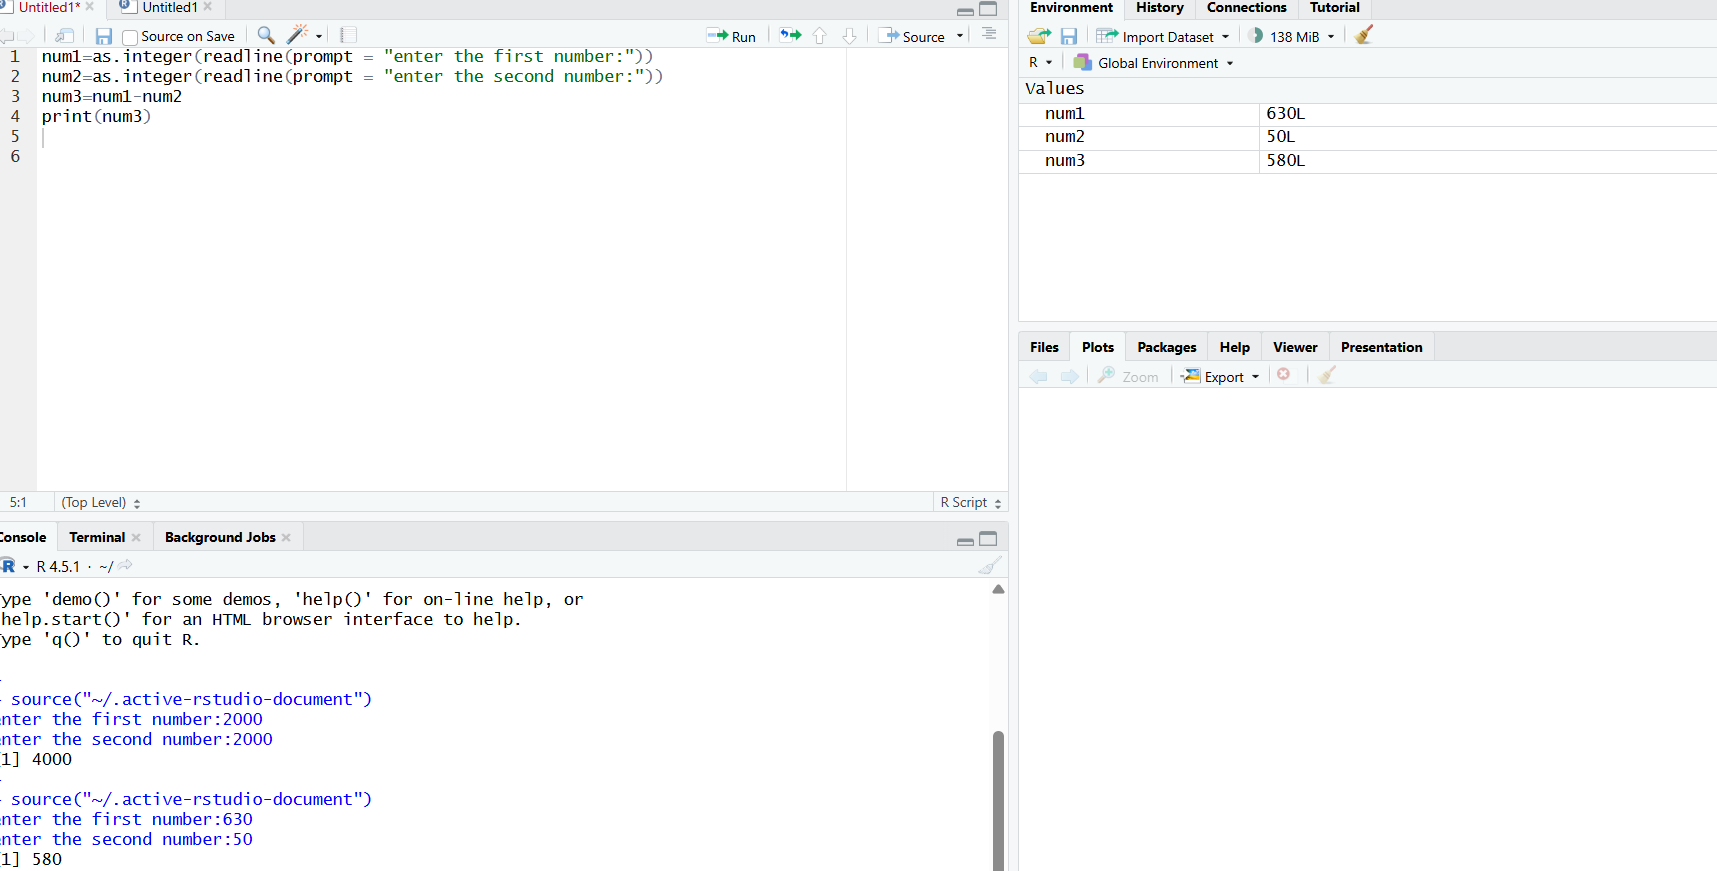 Untitled1* Untitled1
Source on Save Run Source
1 num1=as.integer(readline(prompt = "enter the first number:"))
2 num2=as.integer(readline(prompt = "enter the second number:"))
3 num3=num1-num2
4 print(num3)
5
6
5:1 (Top Level) R Script
Console Terminal Background Jobs
R 4.5.1 · ~/
ype 'demo()' for some demos, 'help()' for on-line help, or
help.start()' for an HTML browser interface to help.
ype 'q()' to quit R.
source("~/.active-rstudio-document")
nter the first number:2000
nter the second number:2000
1] 4000
source("~/.active-rstudio-document")
nter the first number:630
nter the second number:50
1] 580
Environment History Connections Tutorial
Import Dataset 138 MiB
R Global Environment
Values
num1 630L
num2 50L
num3 580L
Files Plots Packages Help Viewer Presentation
Zoom Export